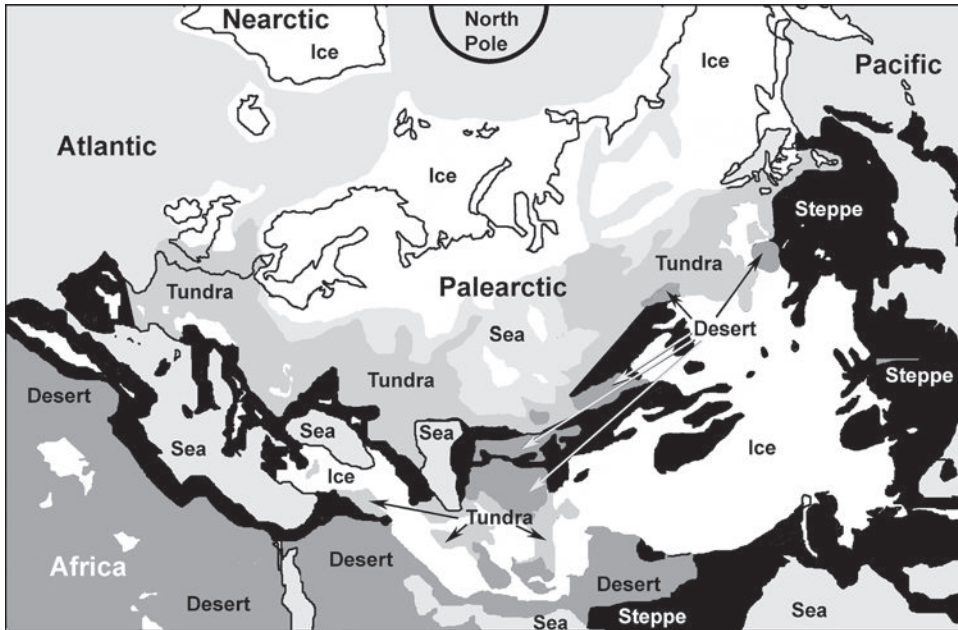 Nearctic
Ice
North
Pole
Ice
Pacific
Atlantic
Ice
Steppe
Tundra
Tundra
Palearctic
Sea
Desert
Desert
Tundra
Steppe
Sea
Sea
Sea
Ice
Ice
Tundra
Africa
Desert
Desert
Desert
Steppe
Sea
Sea